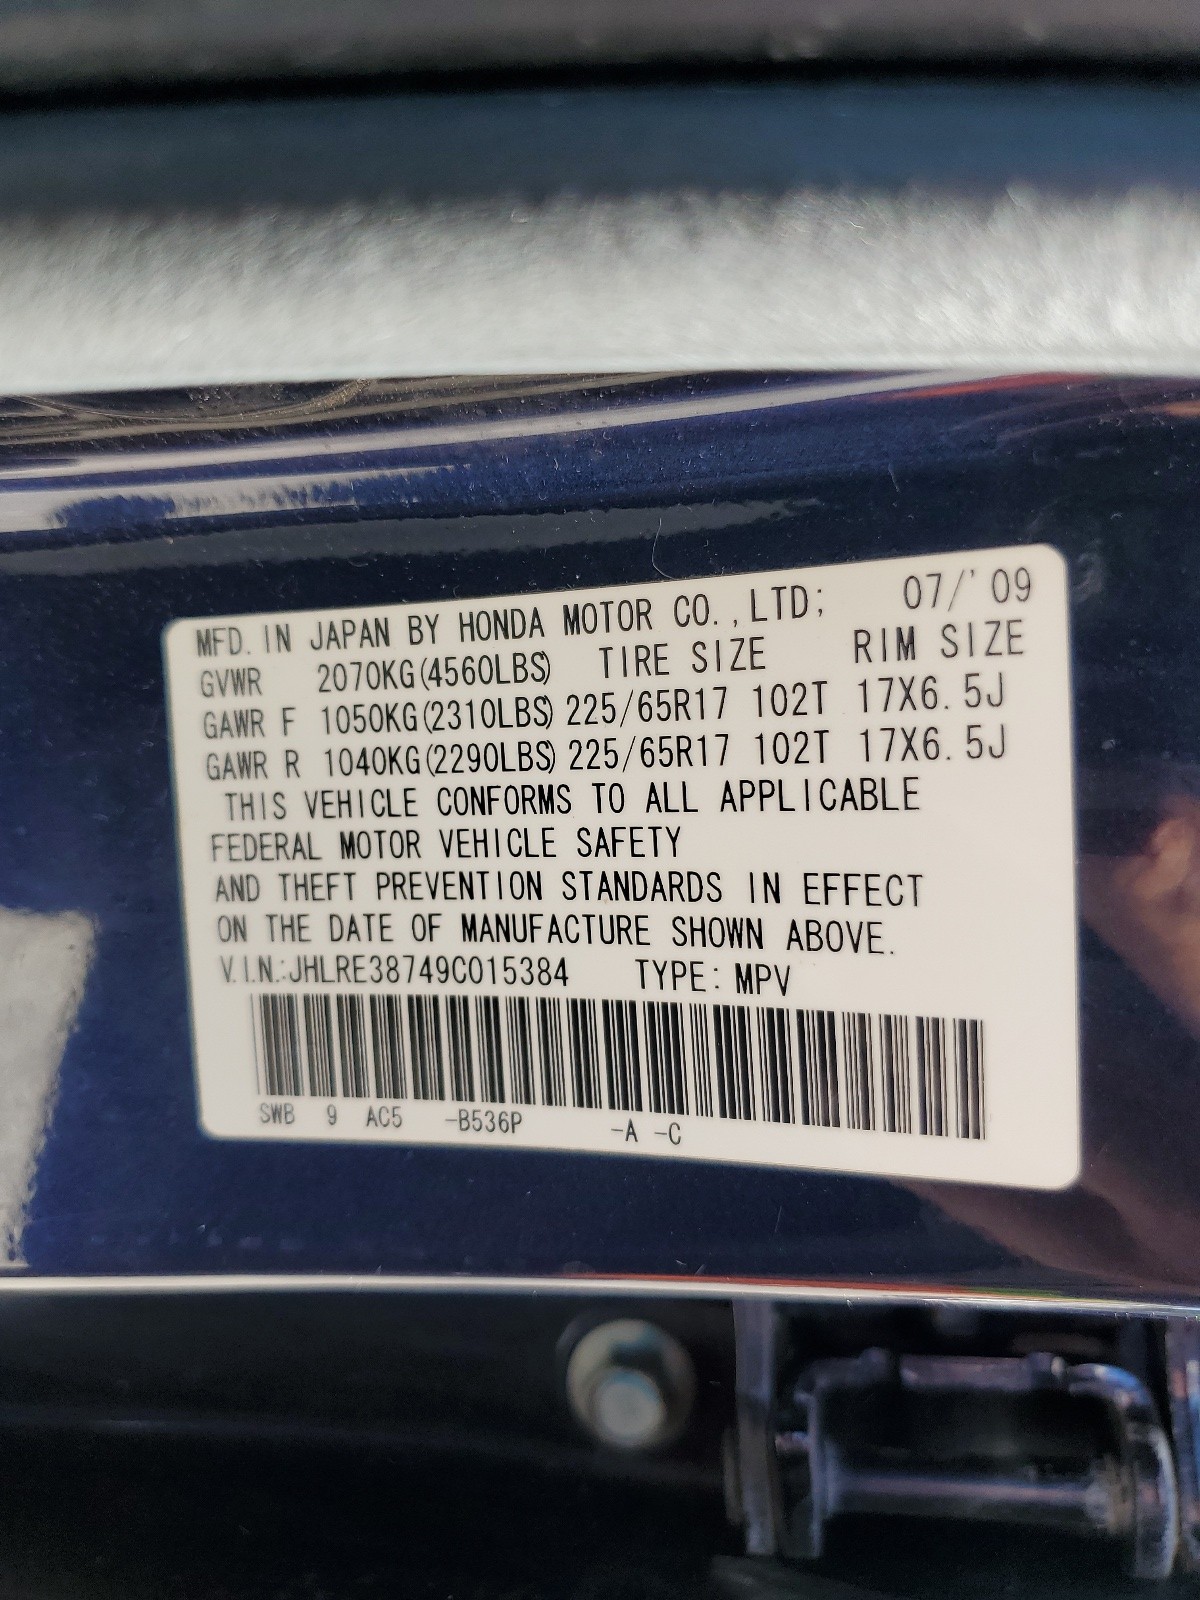 MFD. IN JAPAN BY HONDA MOTOR CO., LTD; 07/'09
GVWR 2070KG(4560LBS) TIRE SIZE RIM SIZE
GAWR F 1050KG(2310LBS) 225/65R17 102T 17X6.5J
GAWR R 1040KG(2290LBS) 225/65R17 102T 17X6.5J
THIS VEHICLE CONFORMS TO ALL APPLICABLE
FEDERAL MOTOR VEHICLE SAFETY
AND THEFT PREVENTION STANDARDS IN EFFECT
ON THE DATE OF MANUFACTURE SHOWN ABOVE.
V.I.N.:JHLRE38749C015384 TYPE: MPV
SWB 9 AC5 -B536P -A -C